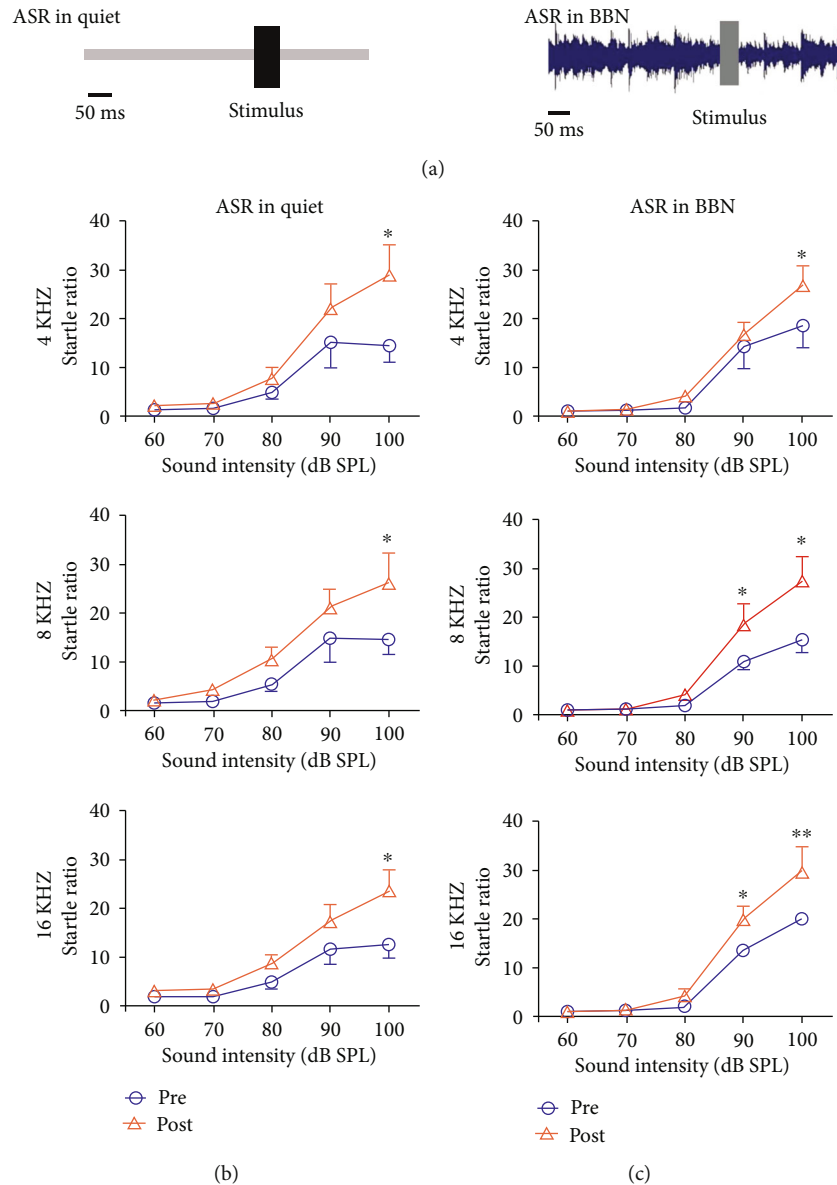 ASR in quiet
50 ms
Stimulus
ASR in BBN
50 ms
Stimulus
(a)
ASR in quiet
4 KHZ
Startle ratio
40
30
20
10
0
*
60 70 80 90 100
Sound intensity (dB SPL)
8 KHZ
Startle ratio
40
30
20
10
0
*
60 70 80 90 100
Sound intensity (dB SPL)
16 KHZ
Startle ratio
40
30
20
10
0
*
60 70 80 90 100
Sound intensity (dB SPL)
Pre
Post
(b)
ASR in BBN
4 KHZ
Startle ratio
40
30
20
10
0
*
60 70 80 90 100
Sound intensity (dB SPL)
8 KHZ
Startle ratio
40
30
20
10
0
* *
60 70 80 90 100
Sound intensity (dB SPL)
16 KHZ
Startle ratio
40
30
20
10
0
* **
60 70 80 90 100
Sound intensity (dB SPL)
Pre
Post
(c)